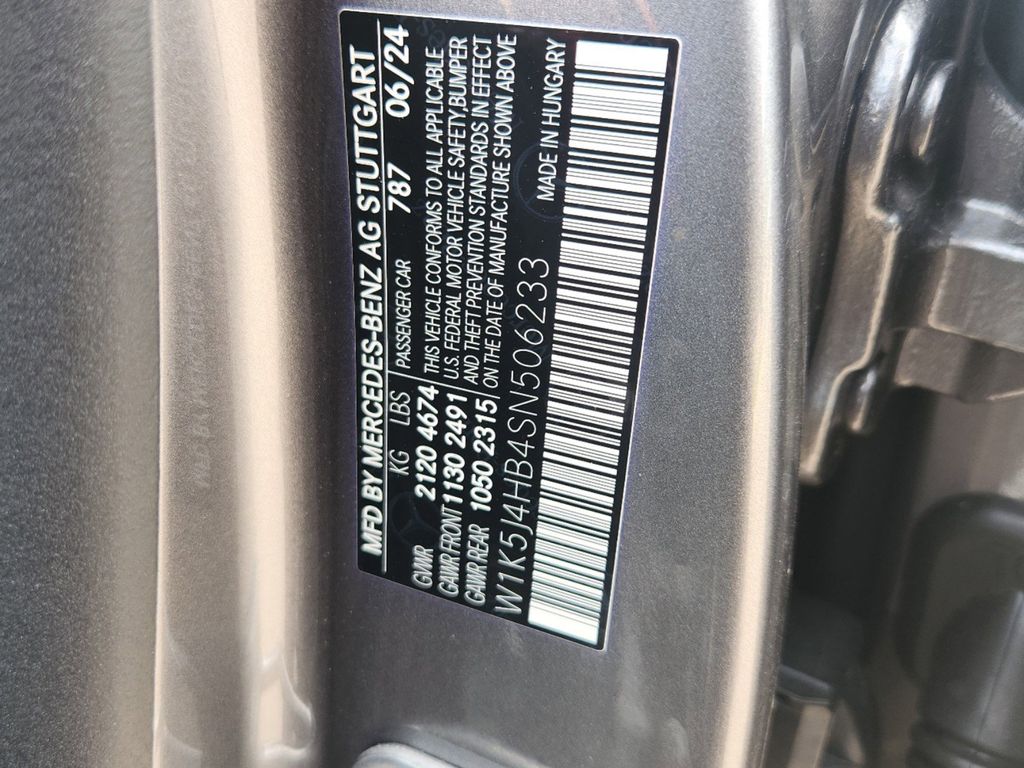 MFD BY MERCEDES-BENZ AG STUTTGART
KG LBS PASSENGER CAR 787 06/24
GVWR 2120 4674 THIS VEHICLE CONFORMS TO ALL APPLICABLE
GAWR FRONT 1130 2491 U.S. FEDERAL MOTOR VEHICLE SAFETY,BUMPER
GAWR REAR 1050 2315 AND THEFT PREVENTION STANDARDS IN EFFECT
ON THE DATE OF MANUFACTURE SHOWN ABOVE
W1K5J4HB4SN506233 MADE IN HUNGARY